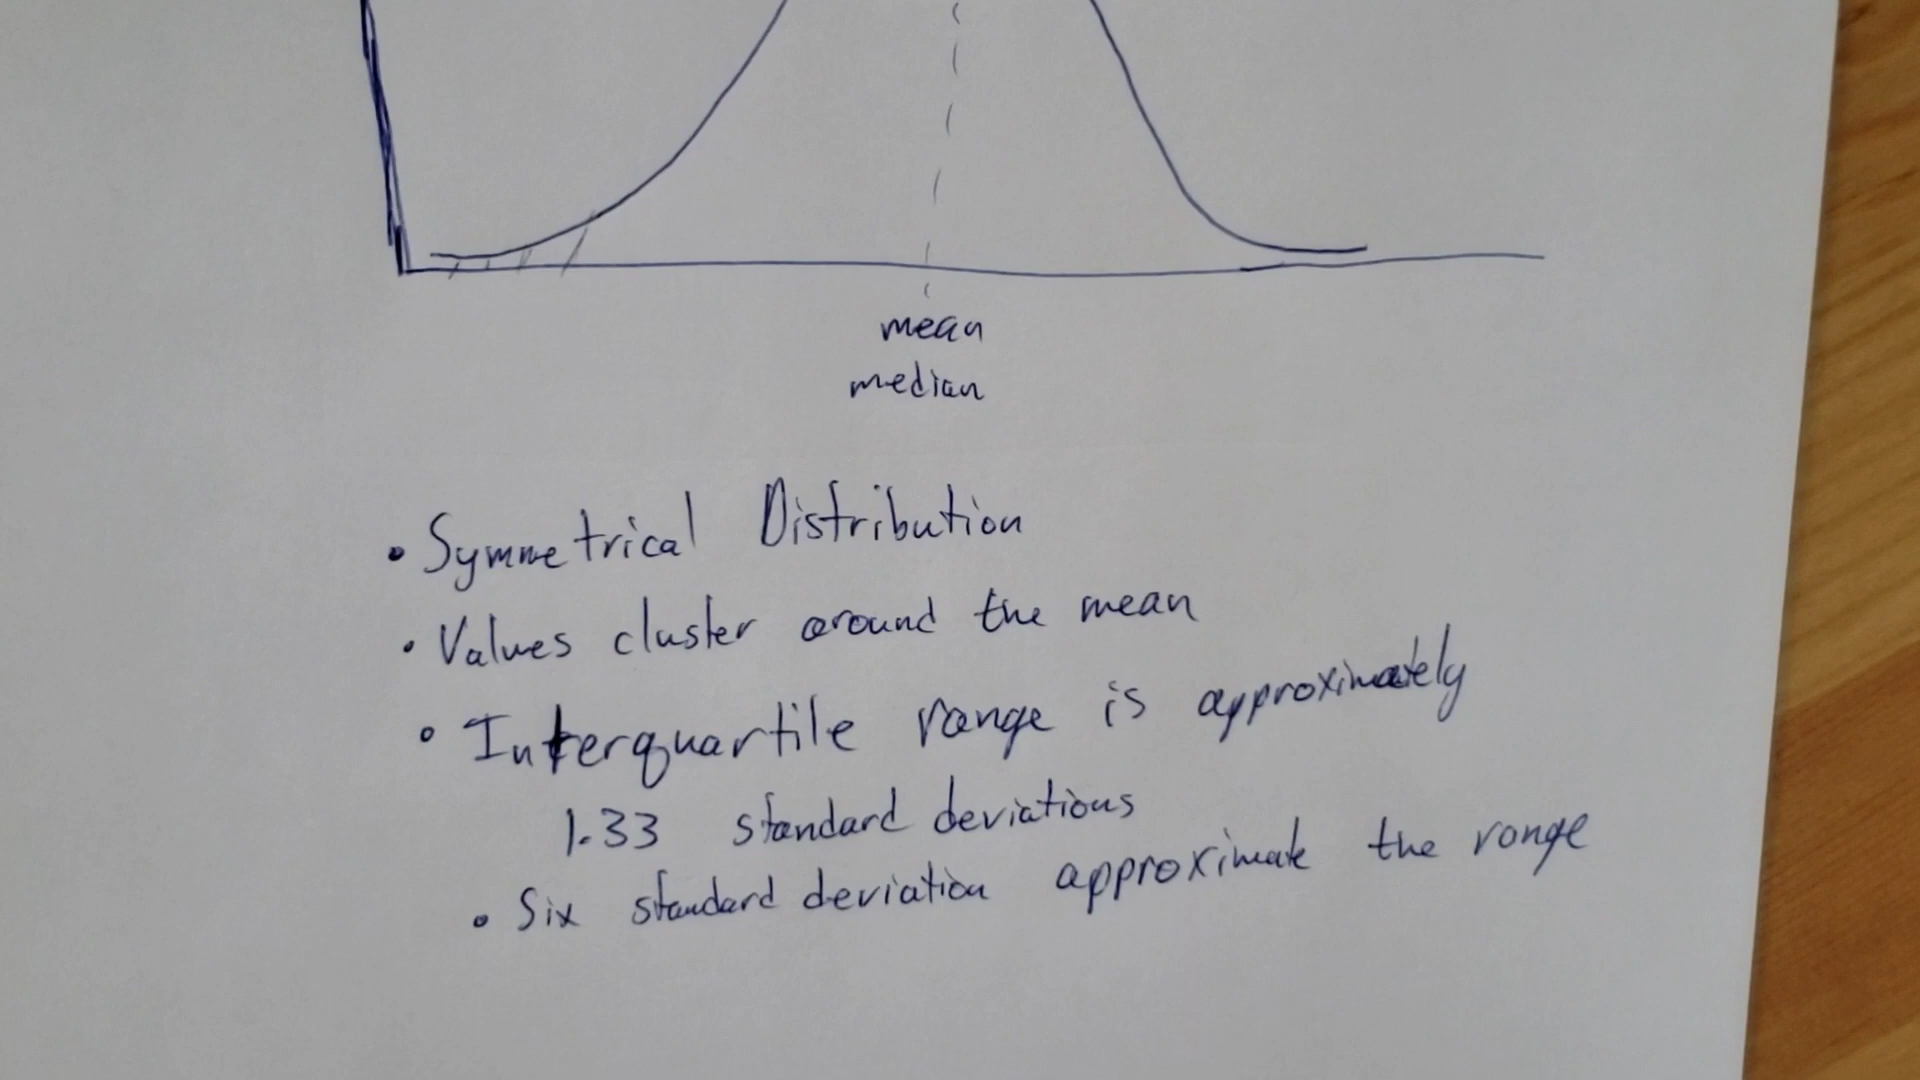 mean
median
• Symmetrical Distribution
• Values cluster around the mean
• Interquartile range is approximately
1.33 standard deviations
• Six standard deviation approximate the range